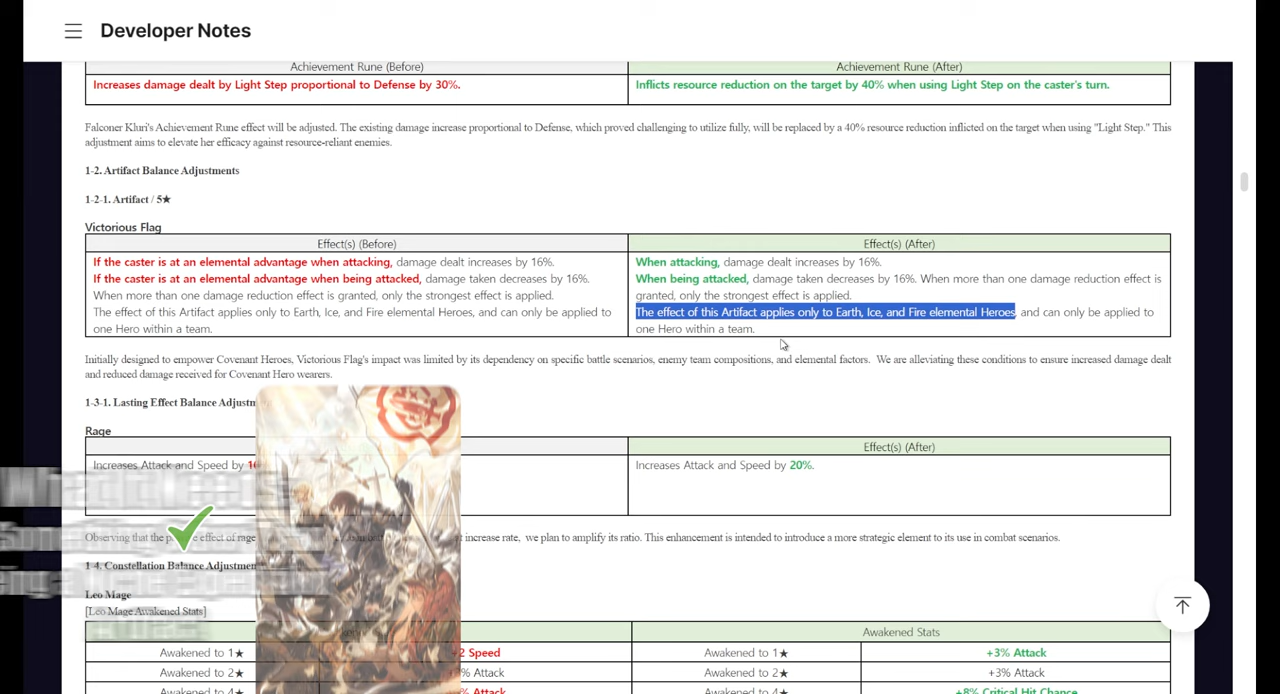 Developer Notes
Achievement Rune (Before) Achievement Rune (After)
Increases damage dealt by Light Step proportional to Defense by 30%. Inflicts resource reduction on the target by 40% when using Light Step on the caster's turn.
Falconer Kluri's Achievement Rune effect will be adjusted. The existing damage increase proportional to Defense, which proved challenging to utilize fully, will be replaced by a 40% resource reduction inflicted on the target when using "Light Step." This
adjustment aims to elevate her efficacy against resource-reliant enemies.
1-2. Artifact Balance Adjustments
1-2-1. Artifact / 5★
Victorious Flag
Effect(s) (Before) Effect(s) (After)
If the caster is at an elemental advantage when attacking, damage dealt increases by 16%.
If the caster is at an elemental advantage when being attacked, damage taken decreases by 16%.
When more than one damage reduction effect is granted, only the strongest effect is applied.
The effect of this Artifact applies only to Earth, Ice, and Fire elemental Heroes, and can only be applied to
one Hero within a team.
When attacking, damage dealt increases by 16%.
When being attacked, damage taken decreases by 16%. When more than one damage reduction effect is
granted, only the strongest effect is applied.
The effect of this Artifact applies only to Earth, Ice, and Fire elemental Heroes, and can only be applied to
one Hero within a team.
Initially designed to empower Covenant Heroes, Victorious Flag's impact was limited by its dependency on specific battle scenarios, enemy team compositions, and elemental factors. We are alleviating these conditions to ensure increased damage dealt
and reduced damage received for Covenant Hero wearers.
1-3-1. Lasting Effect Balance
Rage
Effect(s) (After)
Increases Attack and Speed by Increases Attack and Speed by 20%.
Observing that the effect of rage increase rate, we plan to amplify its ratio. This enhancement is intended to introduce a more strategic element to its use in combat scenarios.
1-4. Constellation Balance
Leo Mage
[Leo Mage Awakened Stats]
Awakened Stats
Awakened to 1★ Speed Awakened to 1★ +3% Attack
Awakened to 2★ Attack Awakened to 2★ +3% Attack
Awakened to 4★ Attack Awakened to 4★ +8% Critical Hit Chance